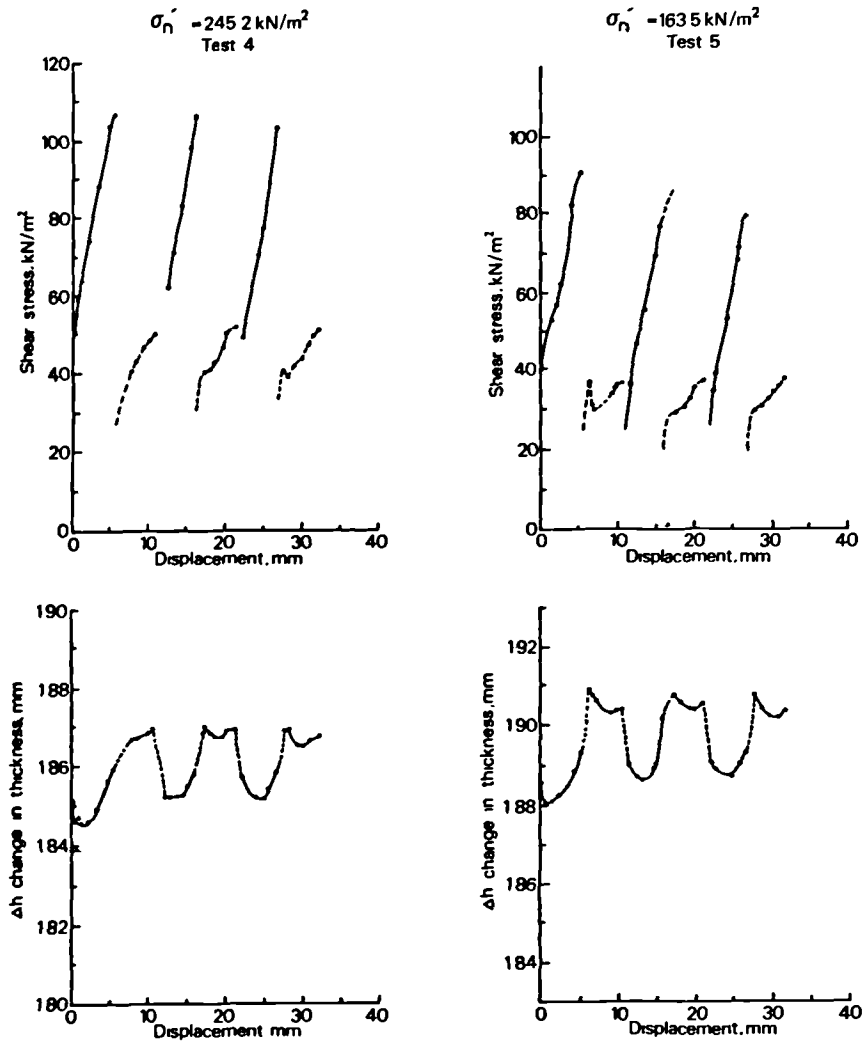 σn´ =245 2 kN/m²
Test 4
σn´ =163 5 kN/m²
Test 5
120
100
80
60
40
20
0
Shear stress, kN/m²
0 10 20 30 40
Displacement, mm
100
80
60
40
20
0
Shear stress, kN/m²
0 10 20 30 40
Displacement, mm
190
188
186
184
182
180
Δh change in thickness, mm
0 10 20 30 40
Displacement mm
192
190
188
186
184
Δh change in thickness, mm
0 10 20 30 40
Displacement, mm